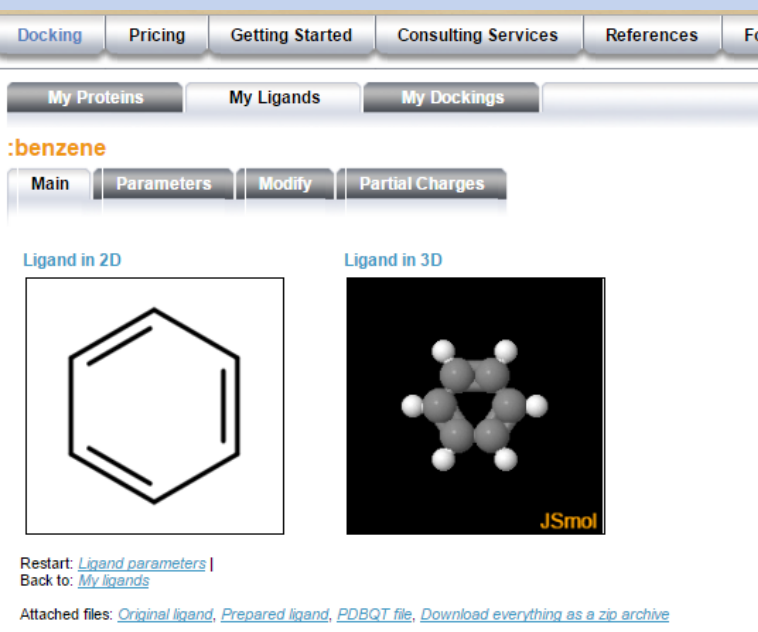 Docking Pricing Getting Started Consulting Services References
My Proteins My Ligands My Dockings
:benzene
Main Parameters Modify Partial Charges
Ligand in 2D Ligand in 3D
JSmol
Restart: Ligand parameters |
Back to: My ligands
Attached files: Original ligand, Prepared ligand, PDBQT file, Download everything as a zip archive